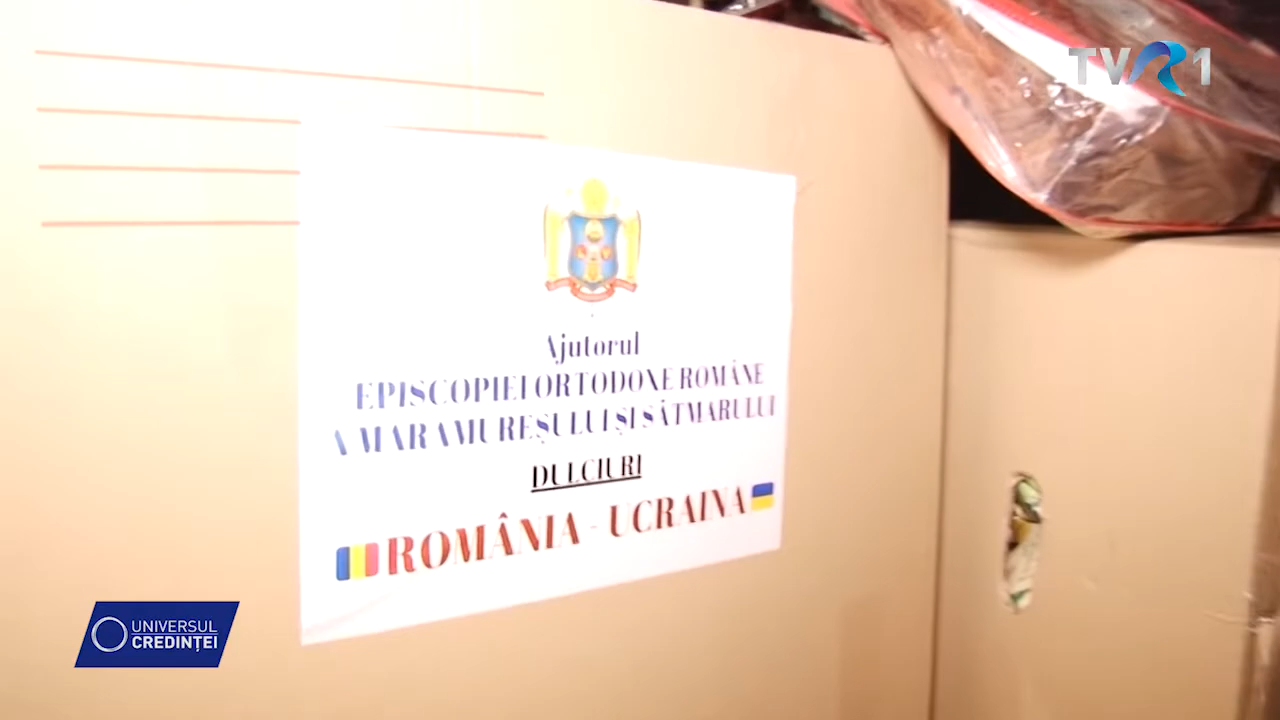 TVR1
Ajutorul
EPISCOPIEI ORTODOXE ROMÂNE
A MARAMUREȘULUI ȘI SĂTMARULUI
DULCIURI
ROMÂNIA - UCRAINA
UNIVERSUL
CREDINȚEI